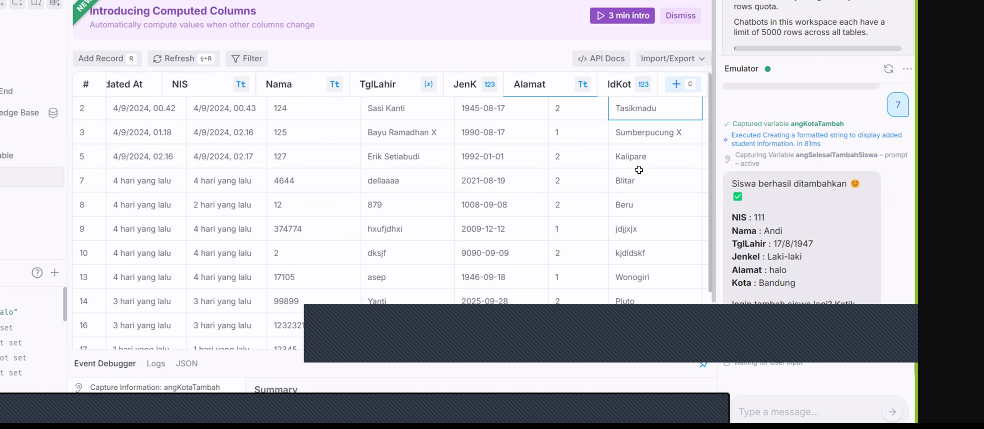 NEW
Introducing Computed Columns
Automatically compute values when other columns change
3 min intro
Dismiss
Add Record R
Refresh ⇧+R
Filter
API Docs
Import/Export
# dated At NIS Tt Nama Tt TglLahir (x) JenK 123 Alamat Tt IdKot 123 + C
2 4/9/2024, 00.42 4/9/2024, 00.43 124 Sasi Kanti 1945-08-17 2 Tasikmadu
3 4/9/2024, 01.18 4/9/2024, 02.16 125 Bayu Ramadhan X 1990-08-17 1 Sumberpucung X
5 4/9/2024, 02.16 4/9/2024, 02.17 127 Erik Setiabudi 1992-01-01 2 Kalipare
7 4 hari yang lalu 4 hari yang lalu 4644 dellaaaa 2021-08-19 2 Blitar
8 4 hari yang lalu 2 hari yang lalu 12 879 1008-09-08 2 Beru
9 4 hari yang lalu 4 hari yang lalu 374774 hxufjdhxi 2009-12-12 1 jdjjxjx
10 4 hari yang lalu 4 hari yang lalu 2 dksjf 9090-09-09 2 kjdldskf
13 4 hari yang lalu 4 hari yang lalu 17105 asep 1946-09-18 1 Wonogiri
14 3 hari yang lalu 3 hari yang lalu 99899 Yanti 2025-09-28 2 Pluto
16 3 hari yang lalu 3 hari yang lalu 1232321
17 1 hari yang lalu 1 hari yang lalu 12345
Event Debugger Logs JSON
Capture Information: angKotaTambah
Summary
End
edge Base
able
alo"
set
t set
ot set
t set
rows quota.
Chatbots in this workspace each have a
limit of 5000 rows across all tables.
Emulator
7
Captured variable angKotaTambah
Executed Creating a formatted string to display added
student information. in 81ms
Capturing Variable angSelesaiTambahSiswa – prompt
– active
Siswa berhasil ditambahkan 😊
✅
NIS : 111
Nama : Andi
TglLahir : 17/8/1947
Jenkel : Laki-laki
Alamat : halo
Kota : Bandung
Ingin tambah siswa lagi? Ketik
Waiting for User Input
Type a message...